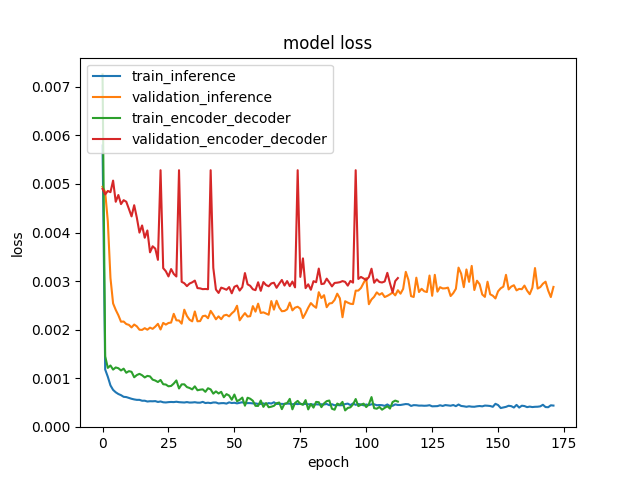 model loss
train_inference
validation_inference
train_encoder_decoder
validation_encoder_decoder
0.007
0.006
0.005
0.004
0.003
0.002
0.001
0.000
loss
0 25 50 75 100 125 150 175
epoch